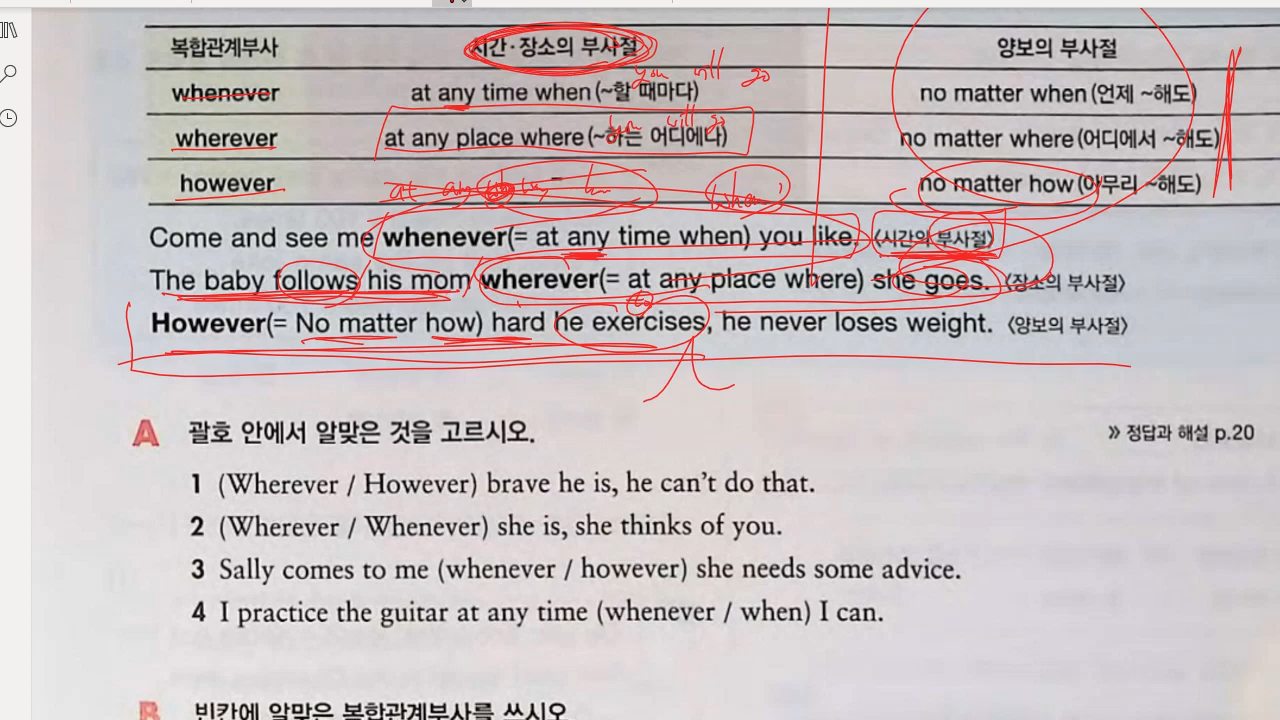 복합관계부사 시간·장소의 부사절 양보의 부사절
you will go
whenever at any time when (~할 때마다) no matter when (언제 ~해도)
will go
wherever at any place where (~하는 어디에나) no matter where (어디에서 ~해도)
however no matter how (아무리 ~해도)
at any
Come and see me whenever(= at any time when) you like. 〈시간의 부사절〉
The baby follows his mom wherever(= at any place where) she goes. 〈장소의 부사절〉
However(= No matter how) hard he exercises, he never loses weight. 〈양보의 부사절〉
A 괄호 안에서 알맞은 것을 고르시오. » 정답과 해설 p.20
1 (Wherever / However) brave he is, he can't do that.
2 (Wherever / Whenever) she is, she thinks of you.
3 Sally comes to me (whenever / however) she needs some advice.
4 I practice the guitar at any time (whenever / when) I can.
B 빈칸에 알맞은 복합관계부사를 쓰시오